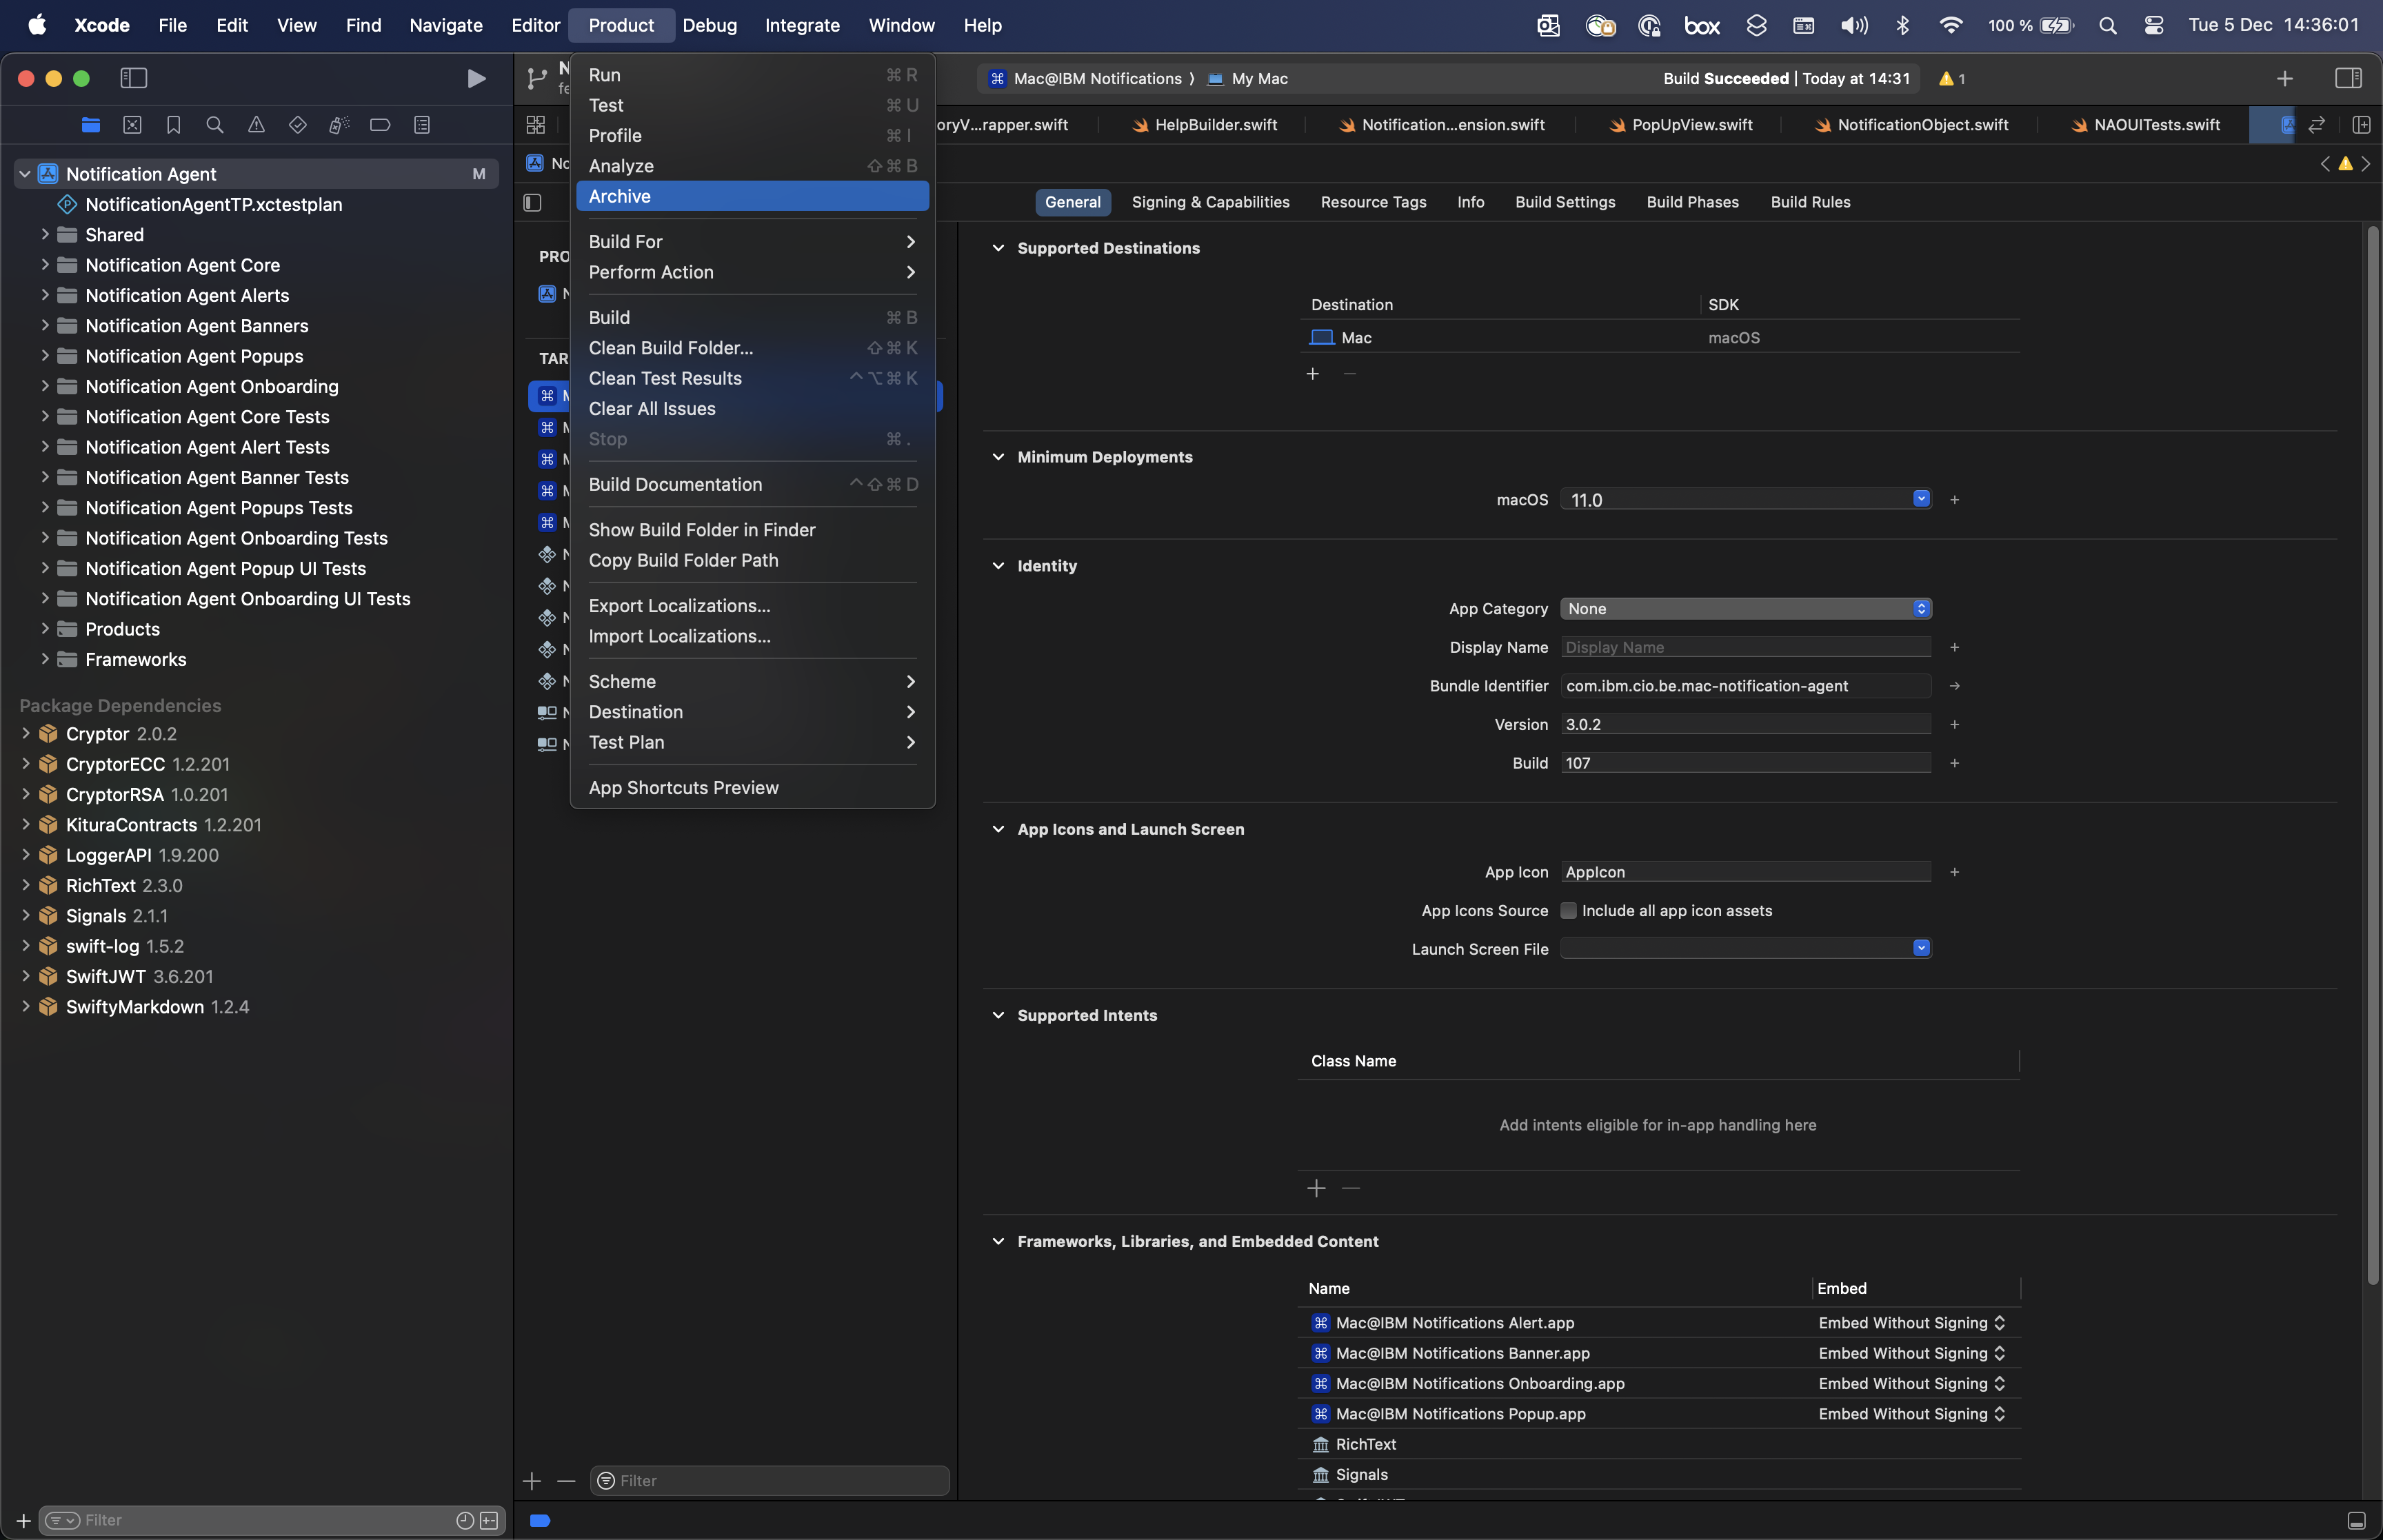 Xcode File Edit View Find Navigate Editor Product Debug Integrate Window Help
box 100 % Tue 5 Dec 14:36:01
Mac@IBM Notifications 〉 My Mac Build Succeeded | Today at 14:31 1
oryV...rapper.swift HelpBuilder.swift Notification...ension.swift PopUpView.swift NotificationObject.swift NAOUITests.swift
Notification Agent M
NotificationAgentTP.xctestplan
Shared
Notification Agent Core
Notification Agent Alerts
Notification Agent Banners
Notification Agent Popups
Notification Agent Onboarding
Notification Agent Core Tests
Notification Agent Alert Tests
Notification Agent Banner Tests
Notification Agent Popups Tests
Notification Agent Onboarding Tests
Notification Agent Popup UI Tests
Notification Agent Onboarding UI Tests
Products
Frameworks
Package Dependencies
Cryptor 2.0.2
CryptorECC 1.2.201
CryptorRSA 1.0.201
KituraContracts 1.2.201
LoggerAPI 1.9.200
RichText 2.3.0
Signals 2.1.1
swift-log 1.5.2
SwiftJWT 3.6.201
SwiftyMarkdown 1.2.4
Filter
PRO
TAR
Run ⌘ R
Test ⌘ U
Profile ⌘ I
Analyze ⇧ ⌘ B
Archive
Build For
Perform Action
Build ⌘ B
Clean Build Folder... ⇧ ⌘ K
Clean Test Results ^ ⌥ ⌘ K
Clear All Issues
Stop ⌘ .
Build Documentation ^ ⇧ ⌘ D
Show Build Folder in Finder
Copy Build Folder Path
Export Localizations...
Import Localizations...
Scheme
Destination
Test Plan
App Shortcuts Preview
Filter
General Signing & Capabilities Resource Tags Info Build Settings Build Phases Build Rules
Supported Destinations
Destination SDK
Mac macOS
Minimum Deployments
macOS 11.0
Identity
App Category None
Display Name Display Name
Bundle Identifier com.ibm.cio.be.mac-notification-agent
Version 3.0.2
Build 107
App Icons and Launch Screen
App Icon AppIcon
App Icons Source Include all app icon assets
Launch Screen File
Supported Intents
Class Name
Add intents eligible for in-app handling here
Frameworks, Libraries, and Embedded Content
Name Embed
Mac@IBM Notifications Alert.app Embed Without Signing
Mac@IBM Notifications Banner.app Embed Without Signing
Mac@IBM Notifications Onboarding.app Embed Without Signing
Mac@IBM Notifications Popup.app Embed Without Signing
RichText
Signals